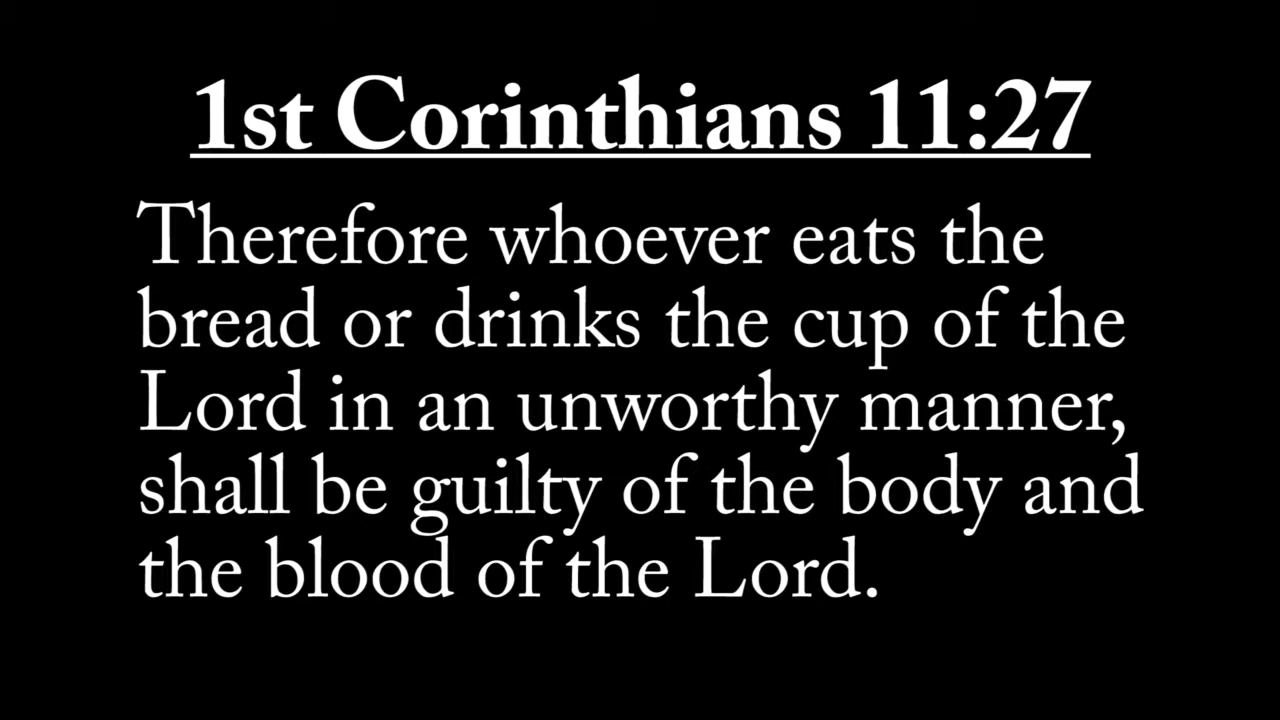 1st Corinthians 11:27
Therefore whoever eats the
bread or drinks the cup of the
Lord in an unworthy manner,
shall be guilty of the body and
the blood of the Lord.